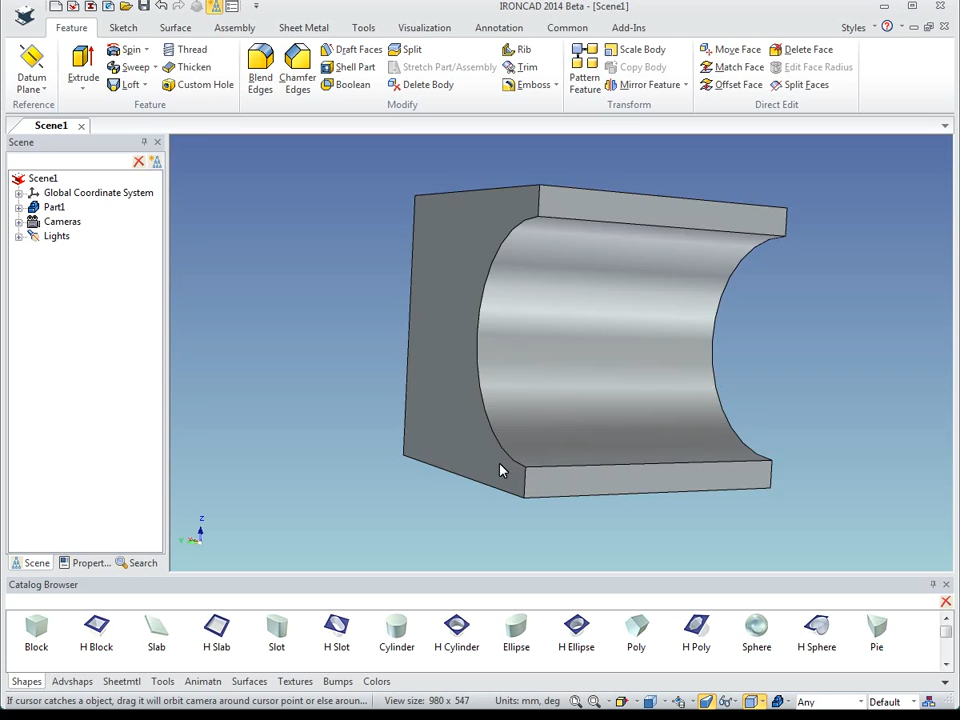 IRONCAD 2014 Beta - [Scene1]
Feature Sketch Surface Assembly Sheet Metal Tools Visualization Annotation Common Add-Ins Styles
Datum Plane Extrude Spin Sweep Loft Thread Thicken Custom Hole Blend Edges Chamfer Edges Draft Faces Shell Part Boolean Split Stretch Part/Assembly Delete Body Rib Trim Emboss Pattern Feature Scale Body Copy Body Mirror Feature Move Face Match Face Offset Face Delete Face Edit Face Radius Split Faces
Reference Feature Modify Transform Direct Edit
Scene1
Scene
Scene1
Global Coordinate System
Part1
Cameras
Lights
Z
Scene Propert... Search
Catalog Browser
Block H Block Slab H Slab Slot H Slot Cylinder H Cylinder Ellipse H Ellipse Poly H Poly Sphere H Sphere Pie
Shapes Advshaps Sheetmtl Tools Animatn Surfaces Textures Bumps Colors
If cursor catches a object, drag it will orbit camera around cursor point or else aroun... View size: 980 x 547 Units: mm, deg Any Default